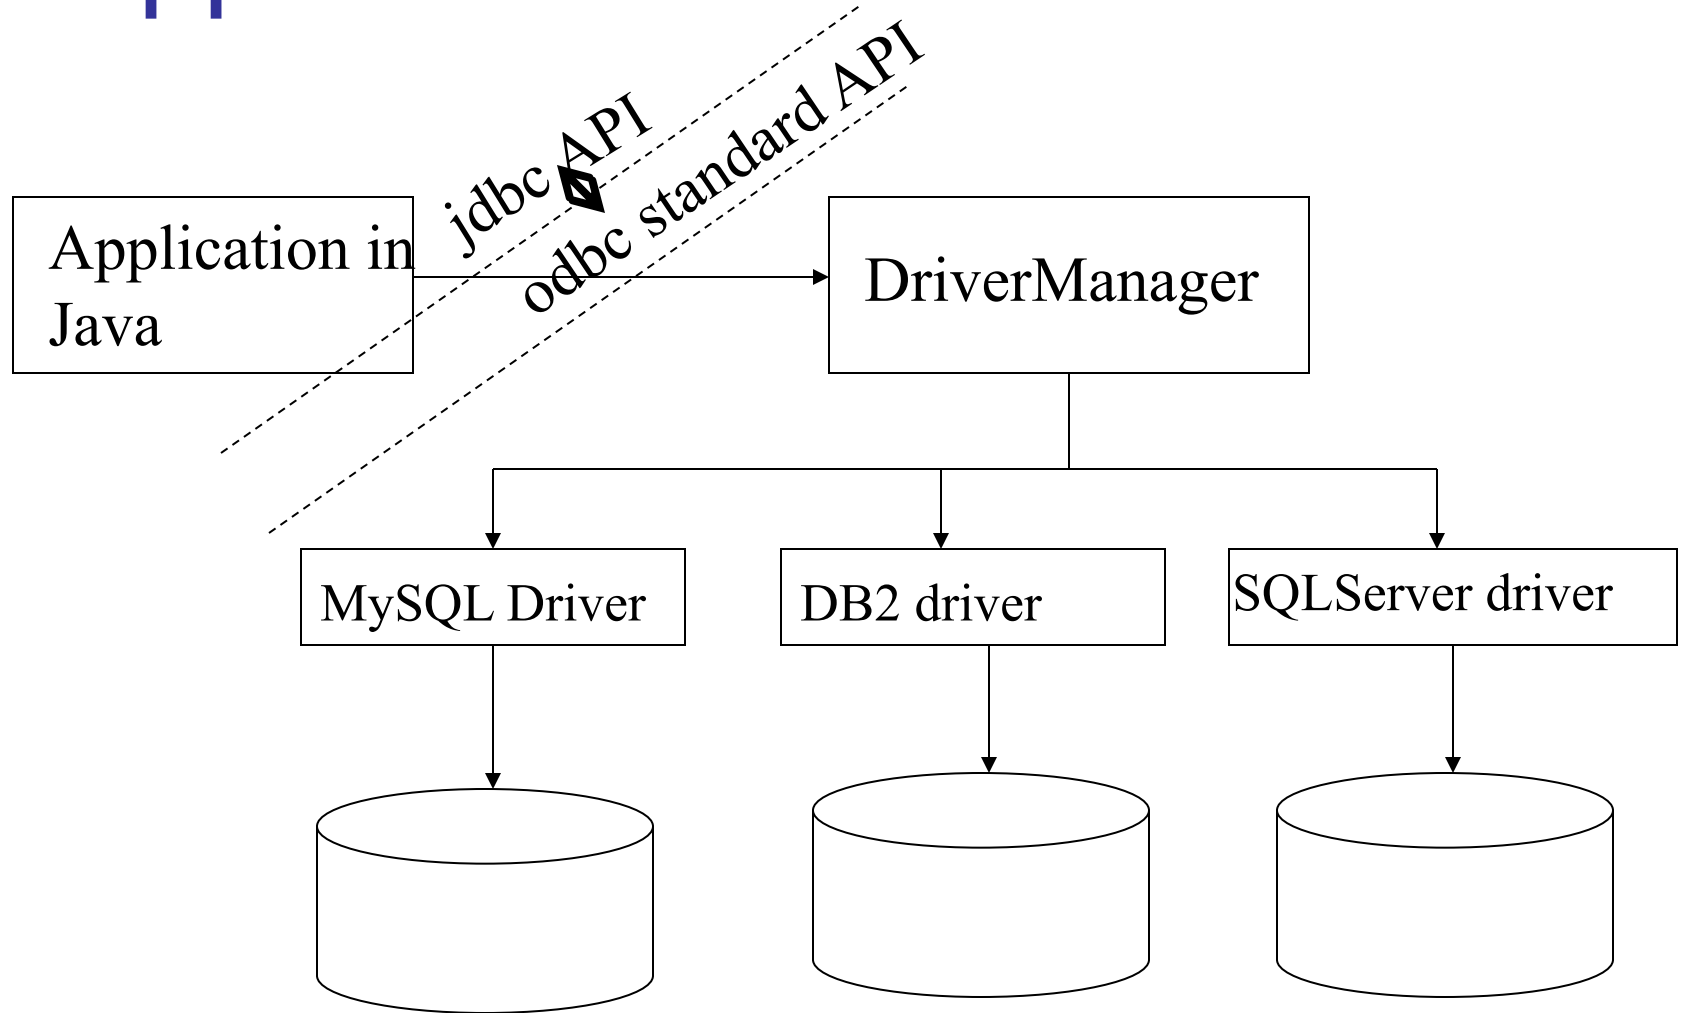 jdbc API
odbc standard API
Application in
Java
DriverManager
MySQL Driver
DB2 driver
SQLServer driver